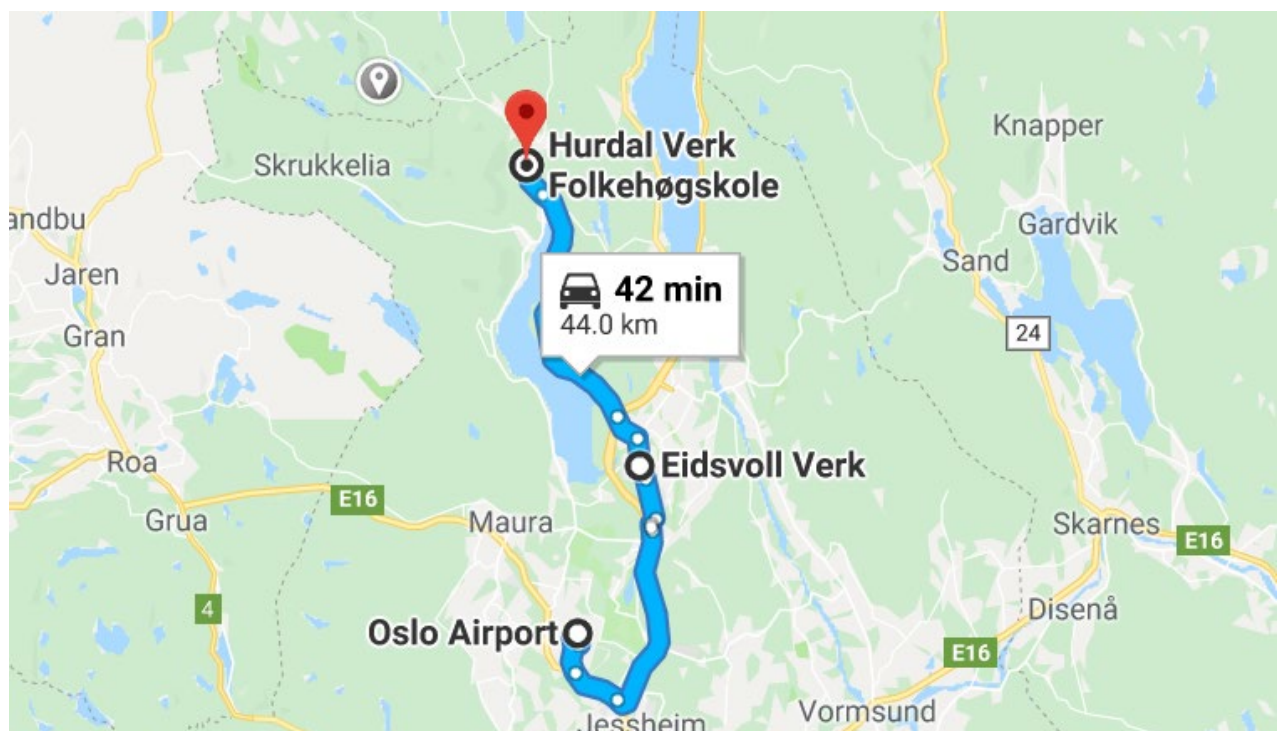 Knapper
Hurdal Verk
Folkehøgskole
Skrukkelia
andbu
Gardvik
Sand
Jaren
42 min
44.0 km
Gran
24
Roa
Eidsvoll Verk
E16
Grua
Maura
Skarnes
E16
4
Disenå
Oslo Airport
E16
Vormsund
Jessheim